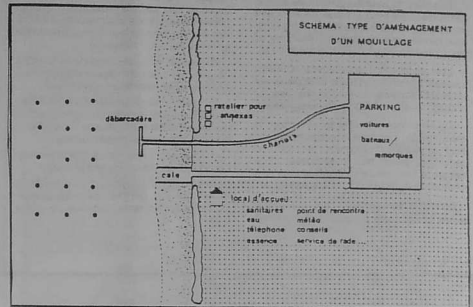 SCHEMA-TYPE D'AMÉNAGEMENT
D'UN MOUILLAGE
ratelier pour
annexes
débarcadère
PARKING
voitures
bateaux/
remorques
chenals
cale
local d'accueil
sanitaires point de rencontre
eau météo
téléphone conseils
essence service de rade...